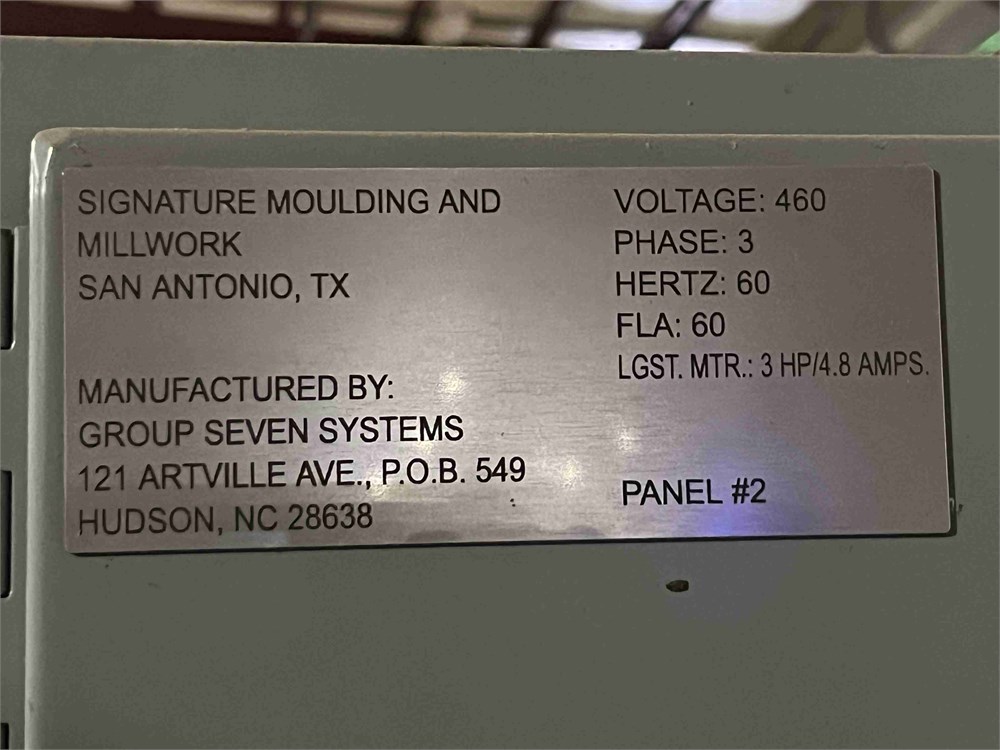 SIGNATURE MOULDING AND
MILLWORK
SAN ANTONIO, TX
MANUFACTURED BY:
GROUP SEVEN SYSTEMS
121 ARTVILLE AVE., P.O.B. 549
HUDSON, NC 28638
VOLTAGE: 460
PHASE: 3
HERTZ: 60
FLA: 60
LGST. MTR.: 3 HP/4.8 AMPS.
PANEL #2